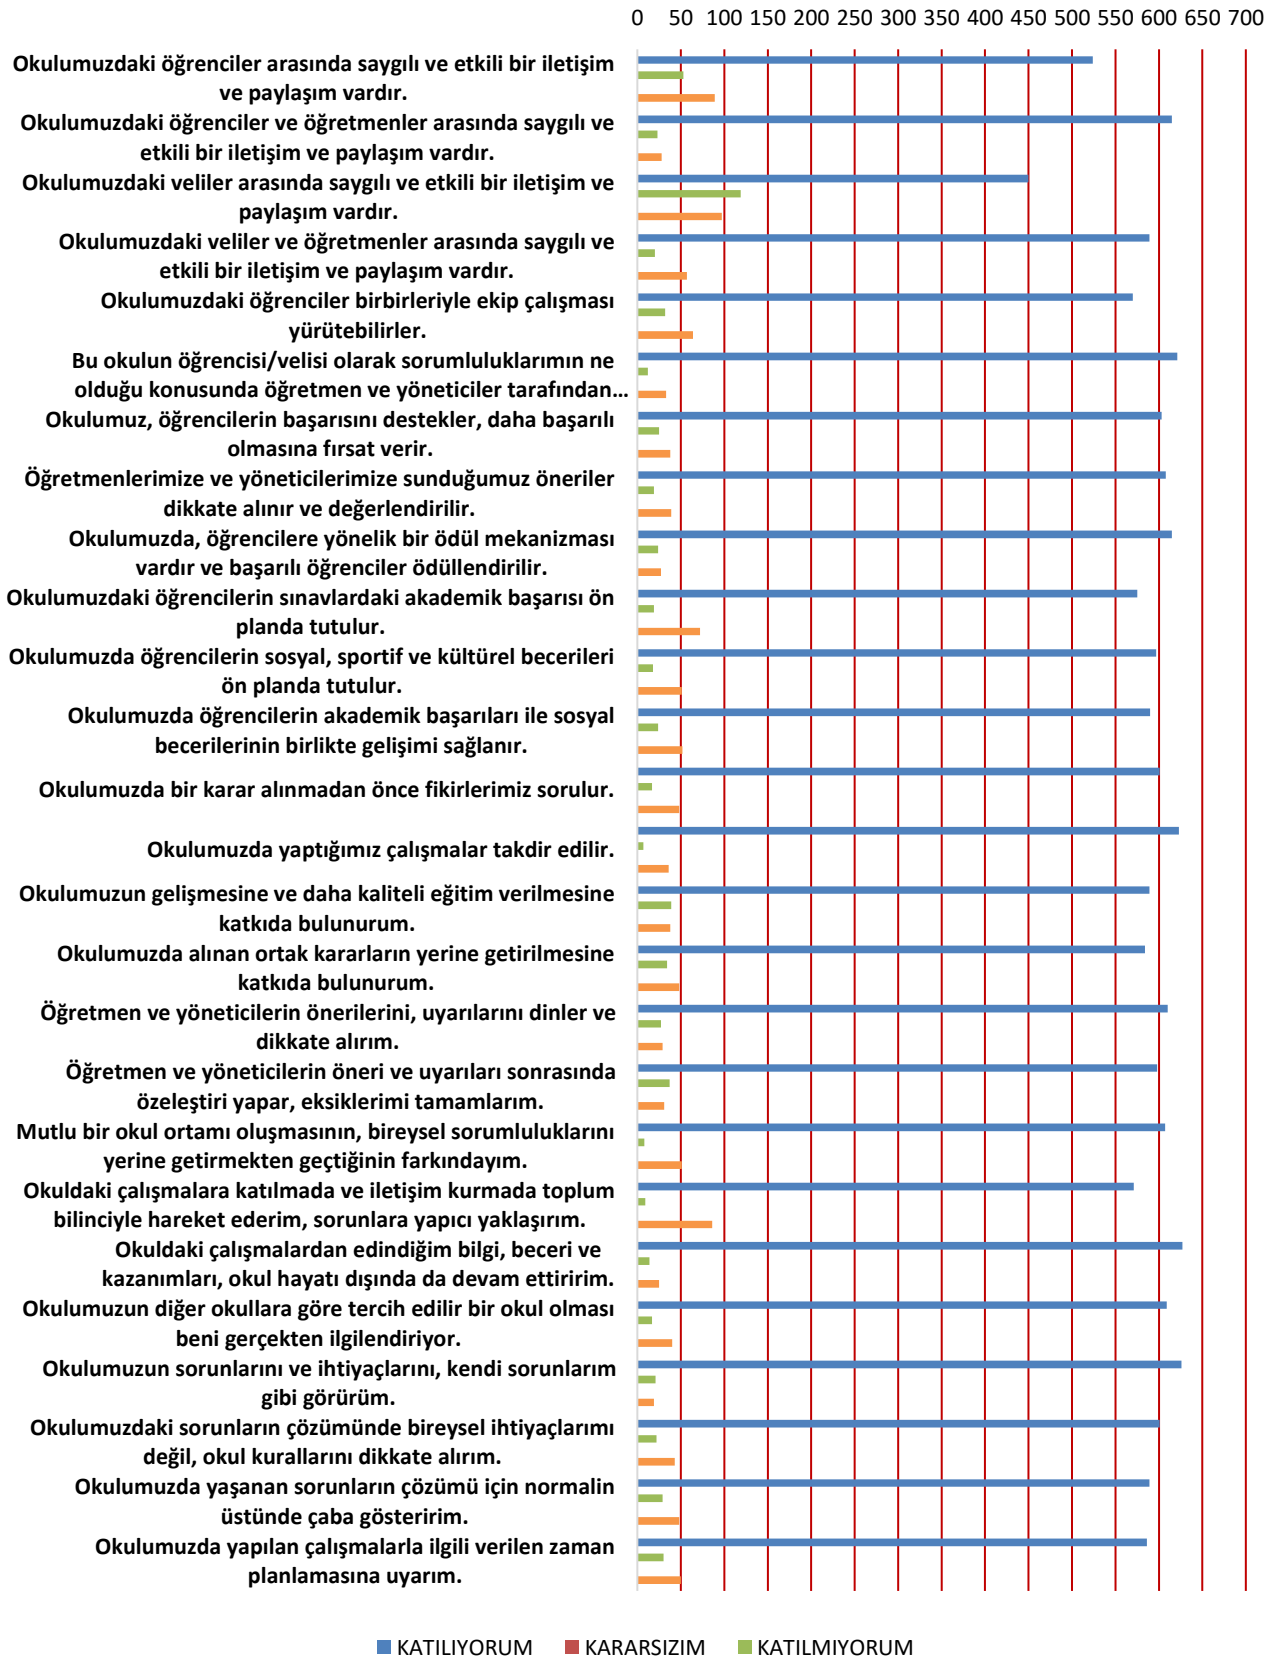 0 50 100 150 200 250 300 350 400 450 500 550 600 650 700
Okulumuzdaki öğrenciler arasında saygılı ve etkili bir iletişim
ve paylaşım vardır.
Okulumuzdaki öğrenciler ve öğretmenler arasında saygılı ve
etkili bir iletişim ve paylaşım vardır.
Okulumuzdaki veliler arasında saygılı ve etkili bir iletişim ve
paylaşım vardır.
Okulumuzdaki veliler ve öğretmenler arasında saygılı ve
etkili bir iletişim ve paylaşım vardır.
Okulumuzdaki öğrenciler birbirleriyle ekip çalışması
yürütebilirler.
Bu okulun öğrencisi/velisi olarak sorumluluklarımın ne
olduğu konusunda öğretmen ve yöneticiler tarafından...
Okulumuz, öğrencilerin başarısını destekler, daha başarılı
olmasına fırsat verir.
Öğretmenlerimize ve yöneticilerimize sunduğumuz öneriler
dikkate alınır ve değerlendirilir.
Okulumuzda, öğrencilere yönelik bir ödül mekanizması
vardır ve başarılı öğrenciler ödüllendirilir.
Okulumuzdaki öğrencilerin sınavlardaki akademik başarısı ön
planda tutulur.
Okulumuzda öğrencilerin sosyal, sportif ve kültürel becerileri
ön planda tutulur.
Okulumuzda öğrencilerin akademik başarıları ile sosyal
becerilerinin birlikte gelişimi sağlanır.
Okulumuzda bir karar alınmadan önce fikirlerimiz sorulur.
Okulumuzda yaptığımız çalışmalar takdir edilir.
Okulumuzun gelişmesine ve daha kaliteli eğitim verilmesine
katkıda bulunurum.
Okulumuzda alınan ortak kararların yerine getirilmesine
katkıda bulunurum.
Öğretmen ve yöneticilerin önerilerini, uyarılarını dinler ve
dikkate alırım.
Öğretmen ve yöneticilerin öneri ve uyarıları sonrasında
özeleştiri yapar, eksiklerimi tamamlarım.
Mutlu bir okul ortamı oluşmasının, bireysel sorumluluklarını
yerine getirmekten geçtiğinin farkındayım.
Okuldaki çalışmalara katılmada ve iletişim kurmada toplum
bilinciyle hareket ederim, sorunlara yapıcı yaklaşırım.
Okuldaki çalışmalardan edindiğim bilgi, beceri ve
kazanımları, okul hayatı dışında da devam ettiririm.
Okulumuzun diğer okullara göre tercih edilir bir okul olması
beni gerçekten ilgilendiriyor.
Okulumuzun sorunlarını ve ihtiyaçlarını, kendi sorunlarım
gibi görürüm.
Okulumuzdaki sorunların çözümünde bireysel ihtiyaçlarımı
değil, okul kurallarını dikkate alırım.
Okulumuzda yaşanan sorunların çözümü için normalin
üstünde çaba gösteririm.
Okulumuzda yapılan çalışmalarla ilgili verilen zaman
planlamasına uyarım.
KATILIYORUM KARARSIZIM KATILMIYORUM